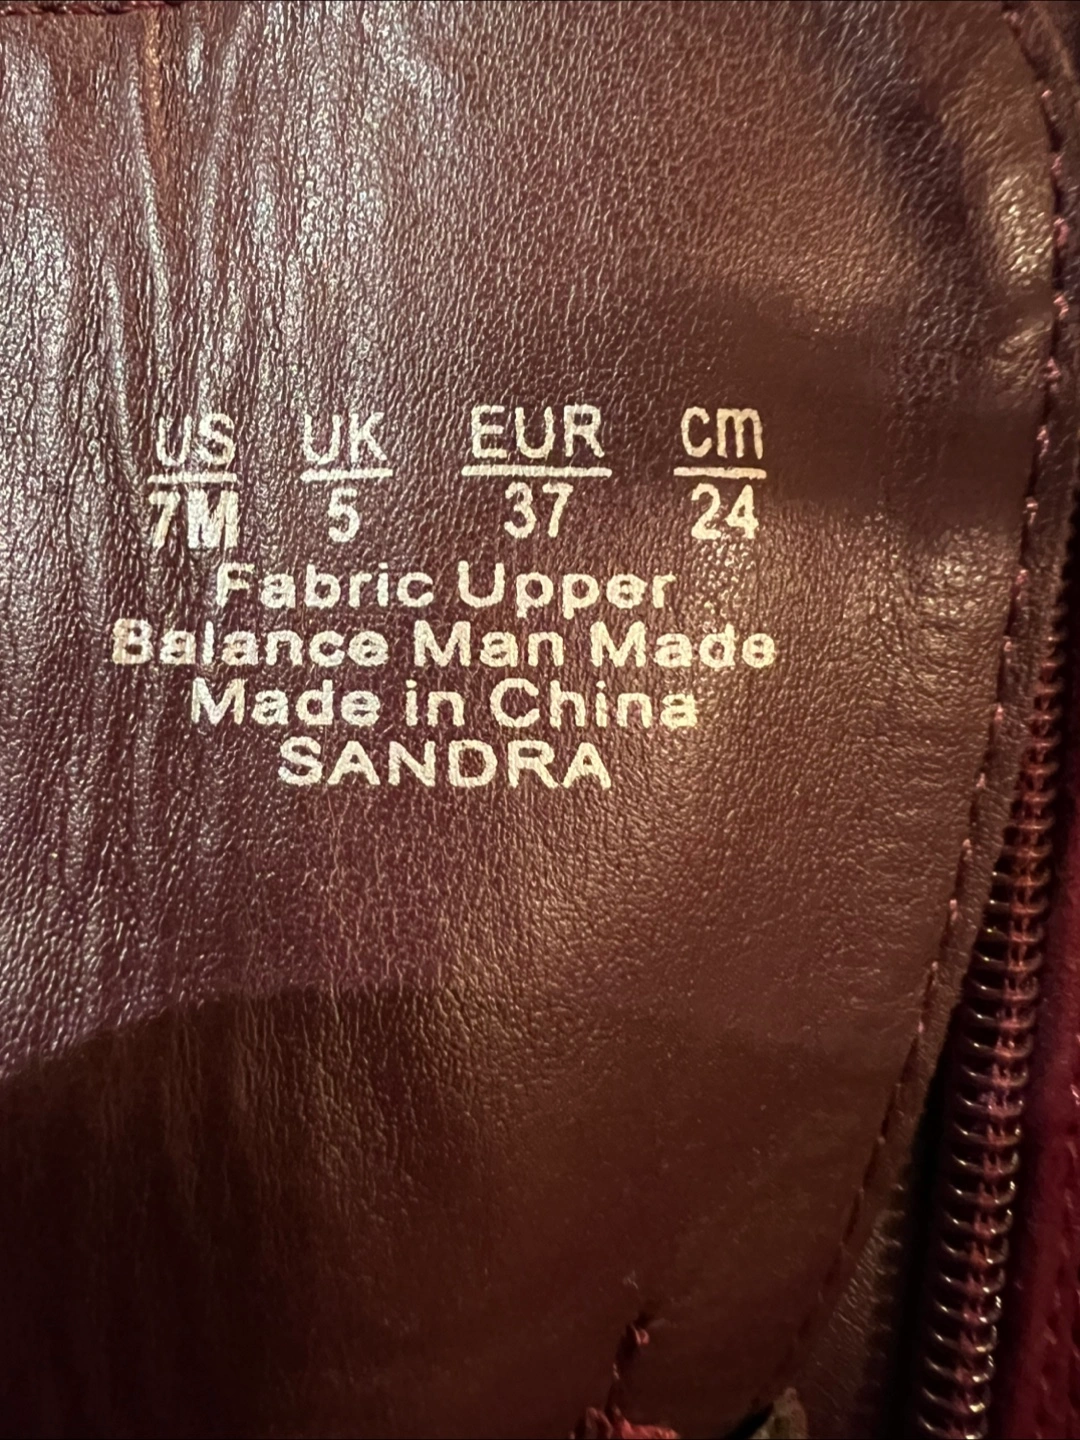 US UK EUR cm
7M 5 37 24
Fabric Upper
Balance Man Made
Made in China
SANDRA